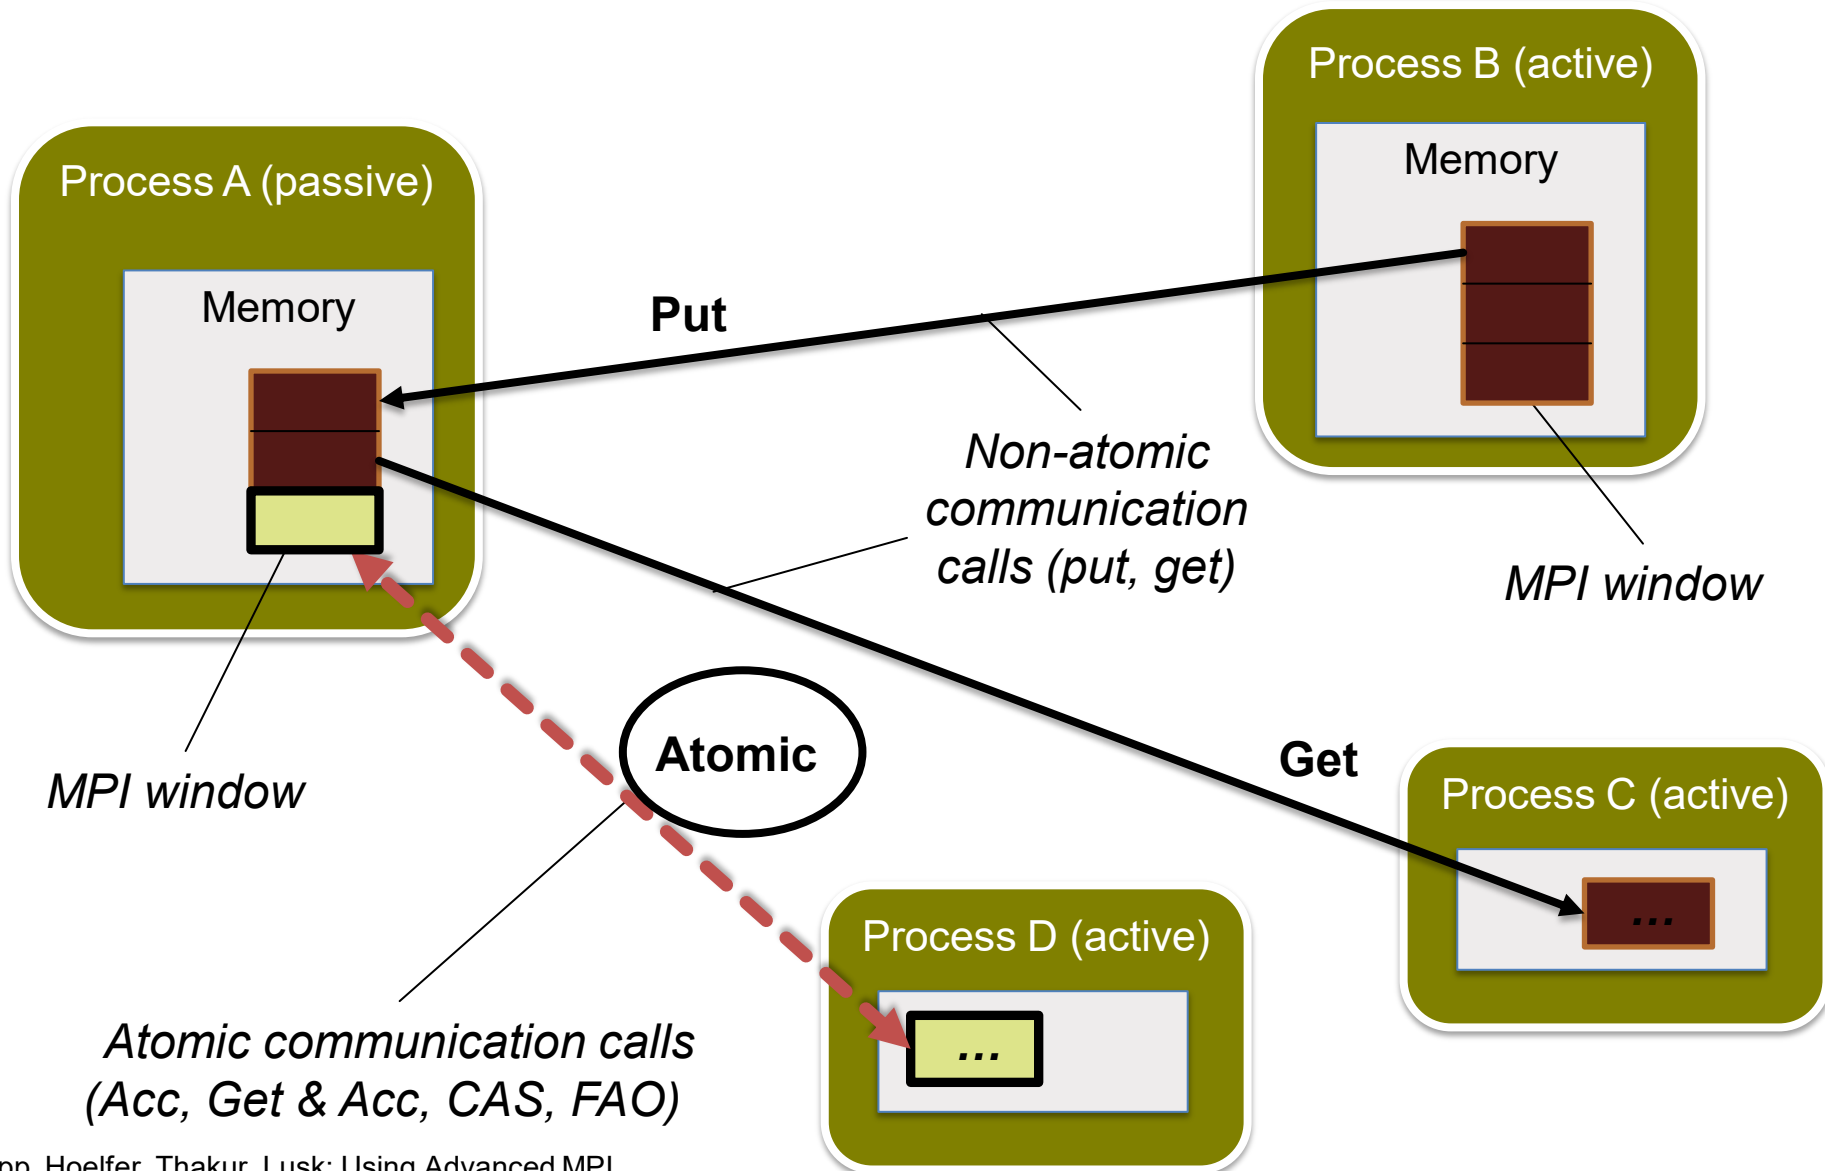 Process B (active)
Memory
Process A (passive)
Memory
Put
Non-atomic
communication
calls (put, get)
MPI window
MPI window
Atomic
Get
Process C (active)
...
Process D (active)
...
Atomic communication calls
(Acc, Get & Acc, CAS, FAO)
Hoelfer, Thakur, Lusk: Using Advanced MPI